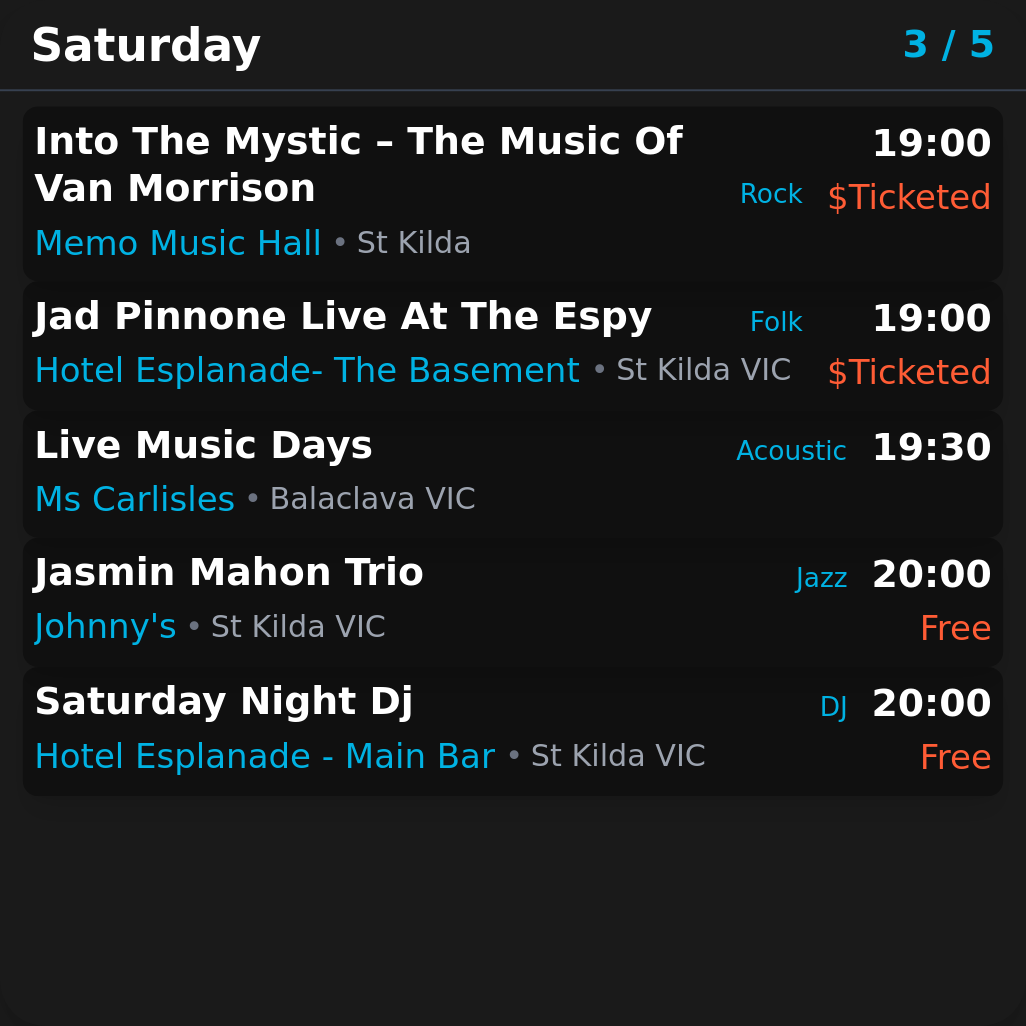 Saturday 3 / 5
Into The Mystic – The Music Of Van Morrison
Rock
19:00
$Ticketed
Memo Music Hall • St Kilda
Jad Pinnone Live At The Espy
Folk
19:00
Hotel Esplanade- The Basement • St Kilda VIC
$Ticketed
Live Music Days
Acoustic
19:30
Ms Carlisles • Balaclava VIC
Jasmin Mahon Trio
Jazz
20:00
Johnny's • St Kilda VIC
Free
Saturday Night Dj
DJ
20:00
Hotel Esplanade - Main Bar • St Kilda VIC
Free